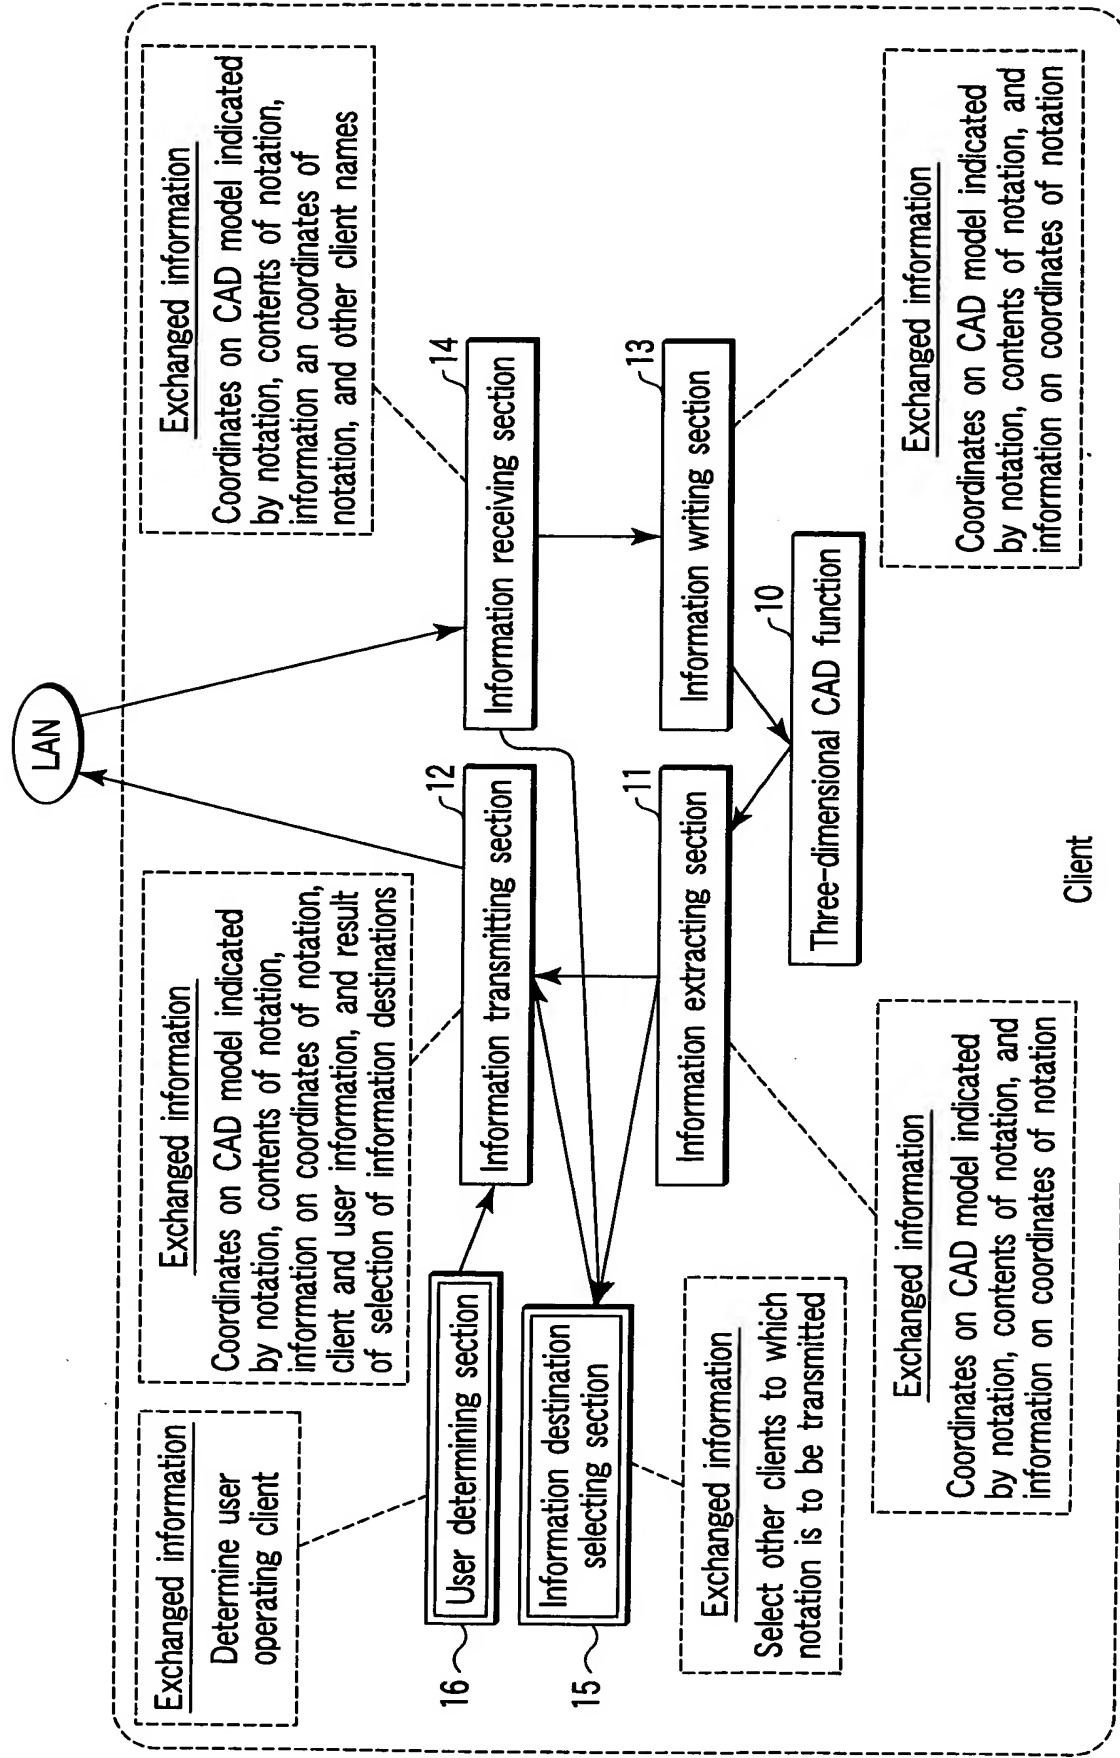 LAN
Exchanged information
Determine user
operating client
Exchanged information
Coordinates on CAD model indicated
by notation, contents of notation,
information on coordinates of notation,
client and user information, and result
of selection of information destinations
Exchanged information
Coordinates on CAD model indicated
by notation, contents of notation,
information an coordinates of
notation, and other client names
16
User determining section
12
Information transmitting section
14
Information receiving section
15
Information destination
selecting section
11
Information extracting section
13
Information writing section
10
Three-dimensional CAD function
Exchanged information
Select other clients to which
notation is to be transmitted
Exchanged information
Coordinates on CAD model indicated
by notation, contents of notation, and
information on coordinates of notation
Exchanged information
Coordinates on CAD model indicated
by notation, contents of notation, and
information on coordinates of notation
Client